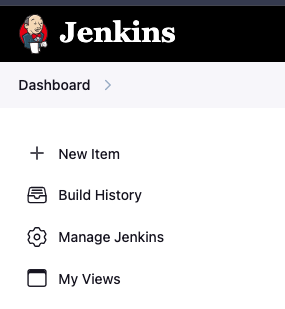 Jenkins
Dashboard
New Item
Build History
Manage Jenkins
My Views